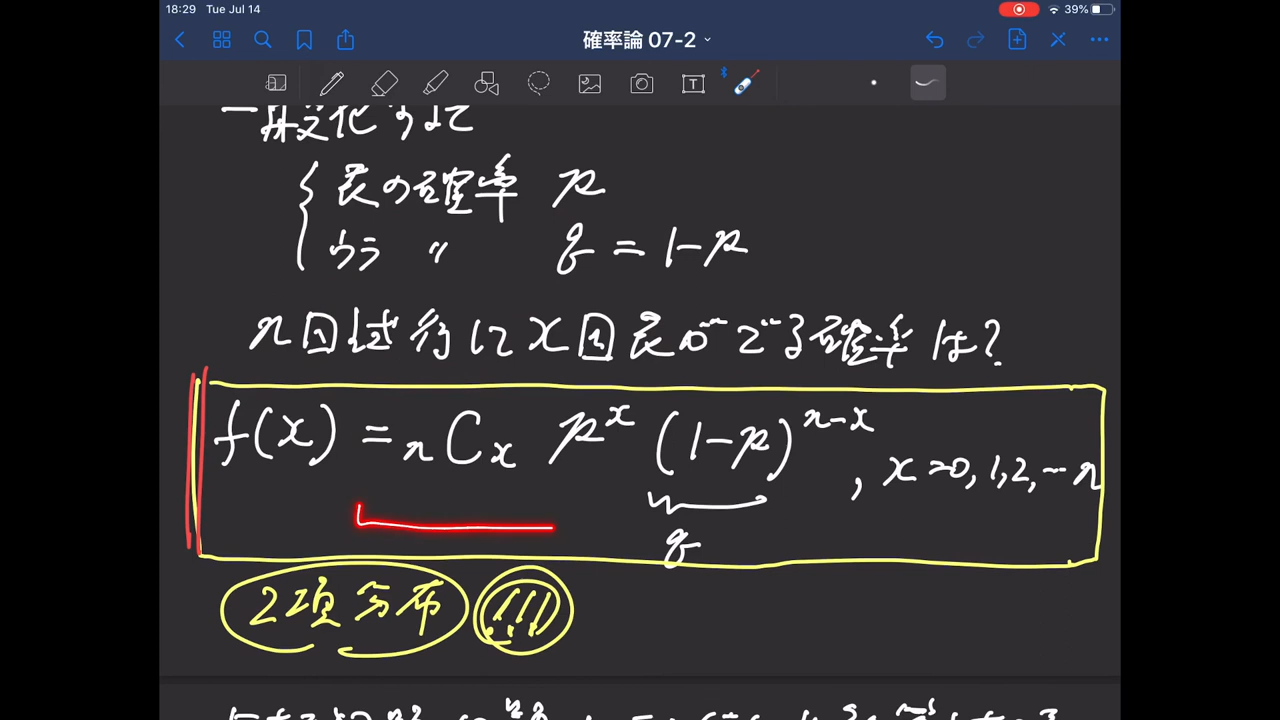 18:29 Tue Jul 14 39%
確率論 07-2
T
一般文化すると
表の確率 p
ウラ 〃 q = 1-p
n回試行にx回表がでる確率は?
f(x) = nCx p^x (1-p)^n-x , x=0,1,2,…n
q
2項分布 !!!